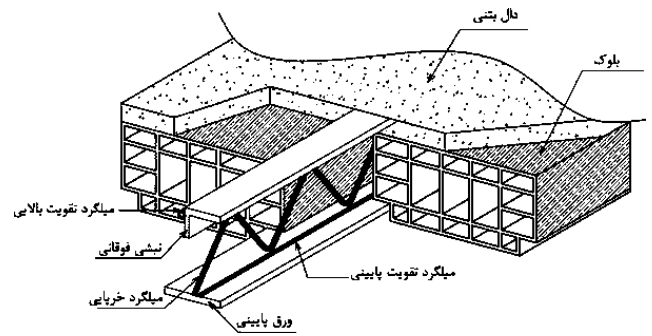 دال بتنی
بلوک
میلگرد تقویت بالایی
نبشی فوقانی
میلگرد تقویت پایینی
میلگرد خرپایی
ورق پایینی